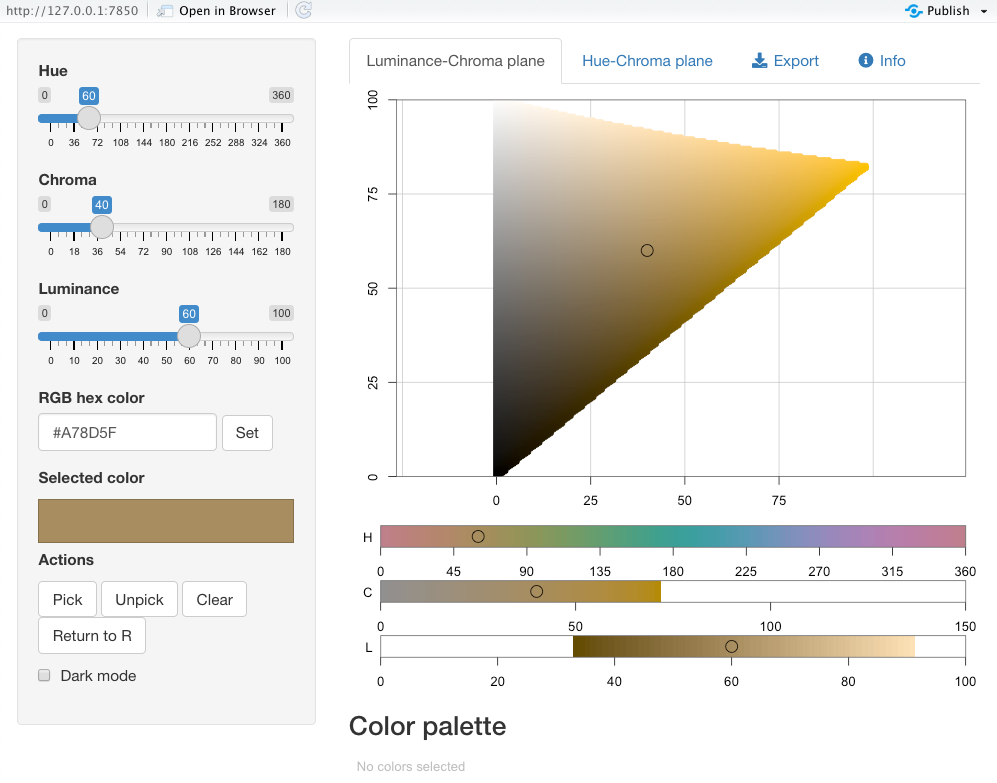 http://127.0.0.1:7850 Open in Browser Publish
Hue
0 60 360
0 36 72 108 144 180 216 252 288 324 360
Chroma
0 40 180
0 18 36 54 72 90 108 126 144 162 180
Luminance
0 60 100
0 10 20 30 40 50 60 70 80 90 100
RGB hex color
#A78D5F Set
Selected color
Actions
Pick Unpick Clear
Return to R
Dark mode
Luminance-Chroma plane Hue-Chroma plane Export Info
100
75
50
25
0
0 25 50 75
H
0 45 90 135 180 225 270 315 360
C
0 50 100 150
L
0 20 40 60 80 100
Color palette
No colors selected